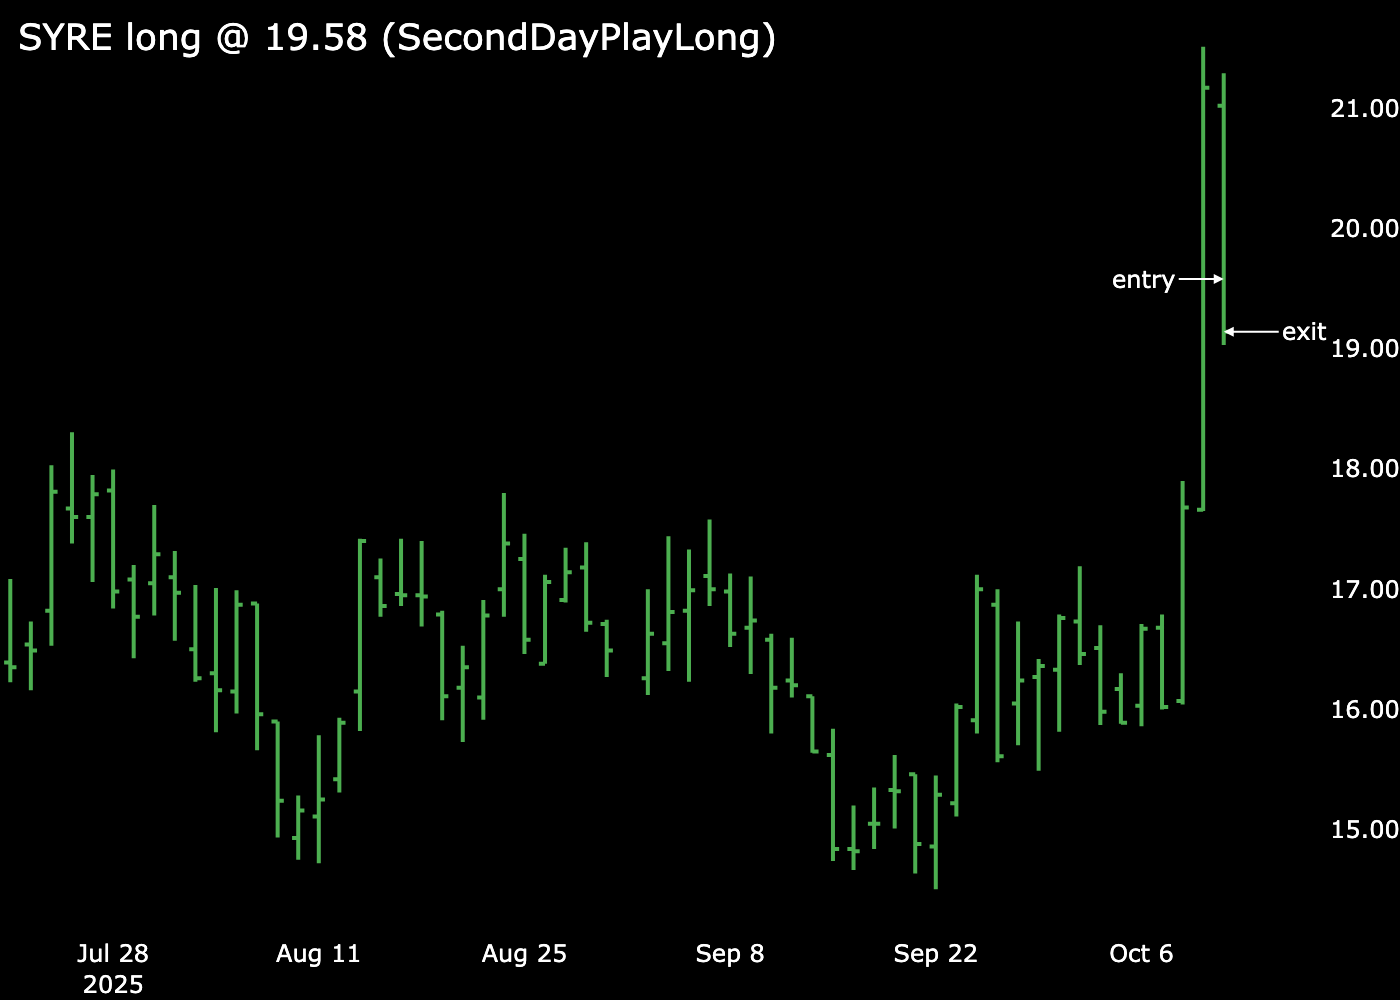 SYRE long @ 19.58 (SecondDayPlayLong)
21.00
20.00
entry
exit
19.00
18.00
17.00
16.00
15.00
Jul 28
2025
Aug 11
Aug 25
Sep 8
Sep 22
Oct 6